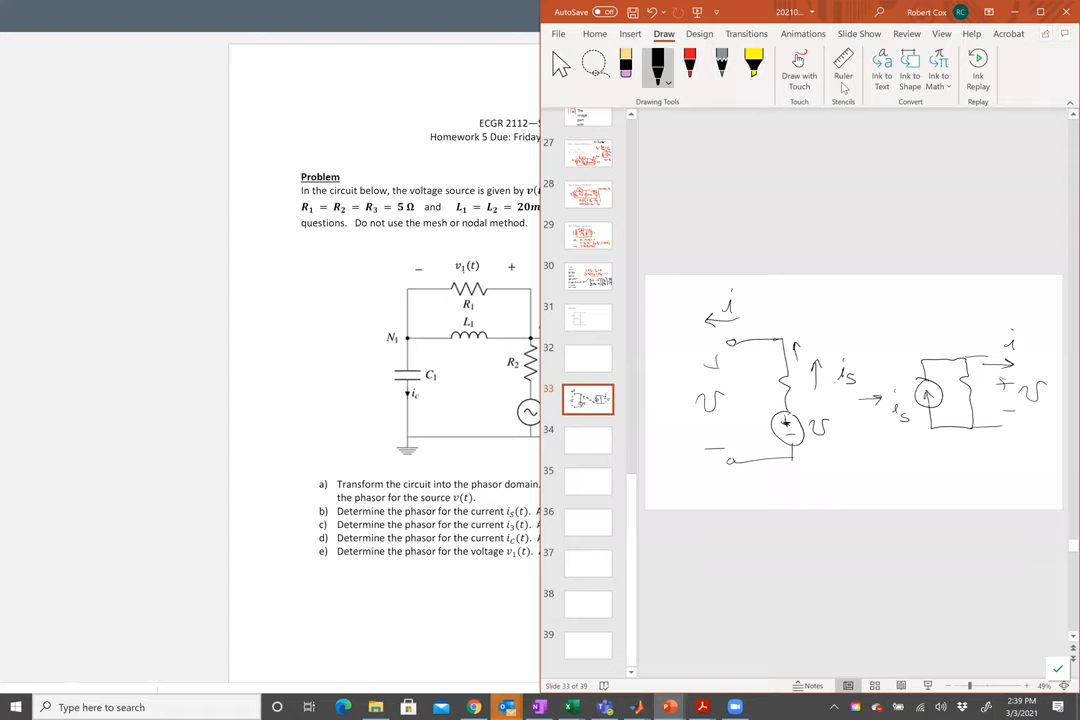 AutoSave Off 20210... Robert Cox RC
File Home Insert Draw Design Transitions Animations Slide Show Review View Help Acrobat
Draw with Touch
Ruler
Ink to Text
Ink to Shape
Ink to Math
Ink Replay
Drawing Tools Touch Stencils Convert Replay
ECGR 2112—S
Homework 5 Due: Friday
Problem
In the circuit below, the voltage source is given by v(
R1 = R2 = R3 = 5 Ω and L1 = L2 = 20m
questions. Do not use the mesh or nodal method.
− v1(t) +
R1
L1
N1
R2
C1
ic
a) Transform the circuit into the phasor domain.
the phasor for the source v(t).
b) Determine the phasor for the current is(t). A
c) Determine the phasor for the current i3(t). A
d) Determine the phasor for the current ic(t). A
e) Determine the phasor for the voltage v1(t). A
27
28
29
30
31
32
33
34
35
36
37
38
39
i
is
v
+
−
v
−
→
is
i
+
v
−
Slide 33 of 39 Notes 49%
Type here to search
2:39 PM
3/3/2021